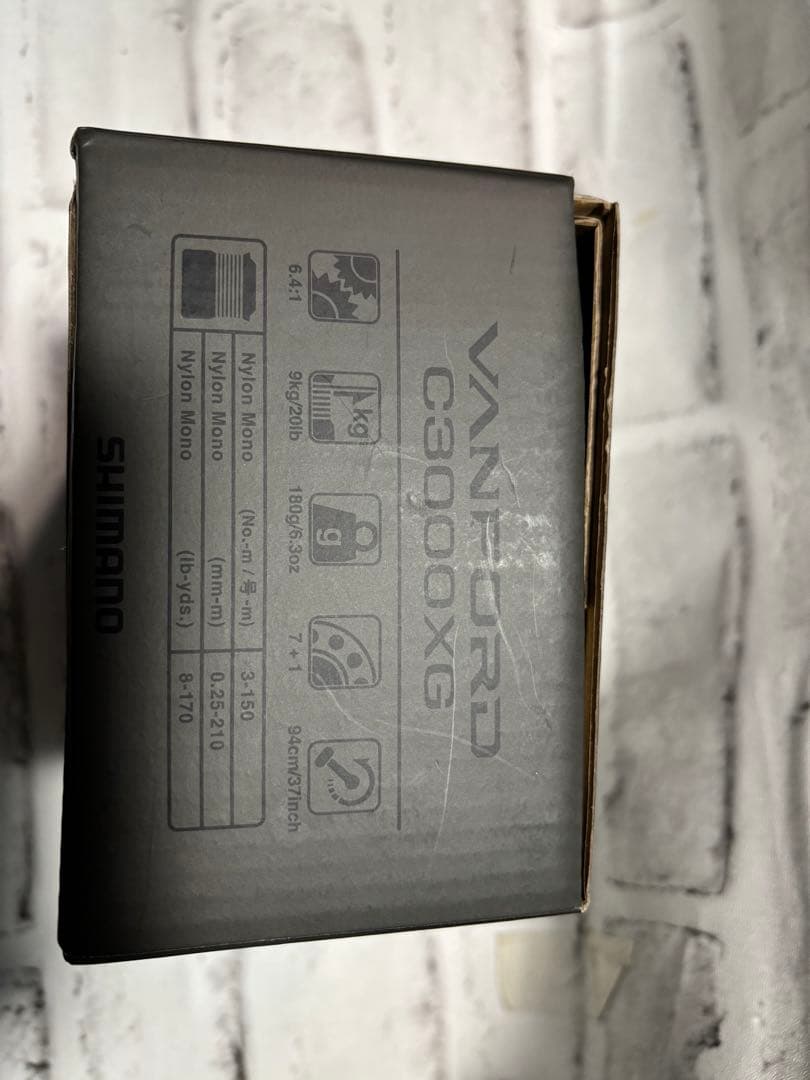 VANFORD
C3000XG
6.4:1
9kg/20lb
180g/6.3oz
7+1
94cm/37inch
kg
g
Nylon Mono (No.-m / 号-m) 3-150
Nylon Mono (mm-m) 0.25-210
Nylon Mono (lb-yds.) 8-170
SHIMANO